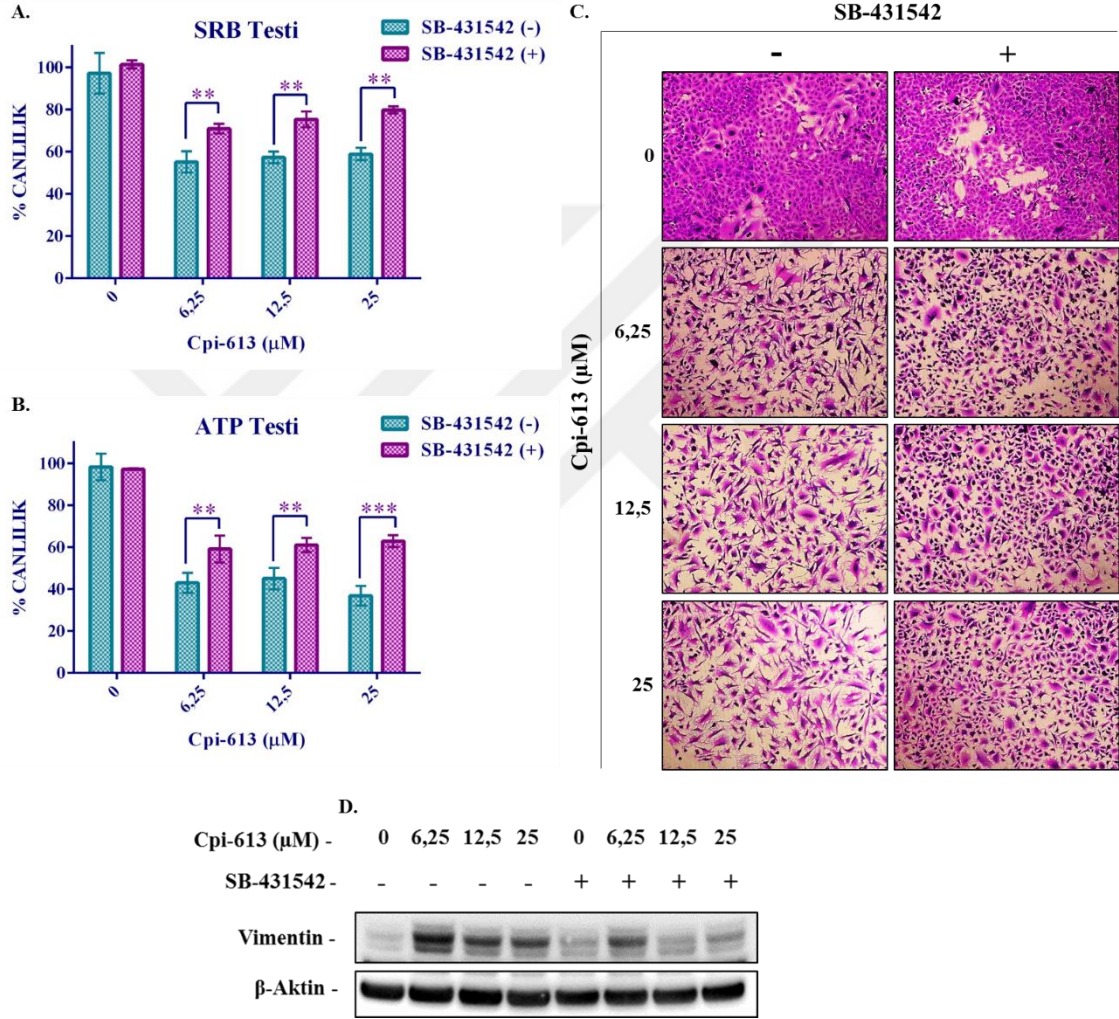 A.
SRB Testi
SB-431542 (-)
SB-431542 (+)
% CANLILIK
100
80
60
40
20
0
** ** **
0 6,25 12,5 25
Cpi-613 (µM)
B.
ATP Testi
SB-431542 (-)
SB-431542 (+)
% CANLILIK
100
80
60
40
20
0
** ** ***
0 6,25 12,5 25
Cpi-613 (µM)
C.
SB-431542
- +
Cpi-613 (µM)
0
6,25
12,5
25
D.
Cpi-613 (µM) - 0 6,25 12,5 25 0 6,25 12,5 25
SB-431542 - - - - - + + + +
Vimentin -
β-Aktin -